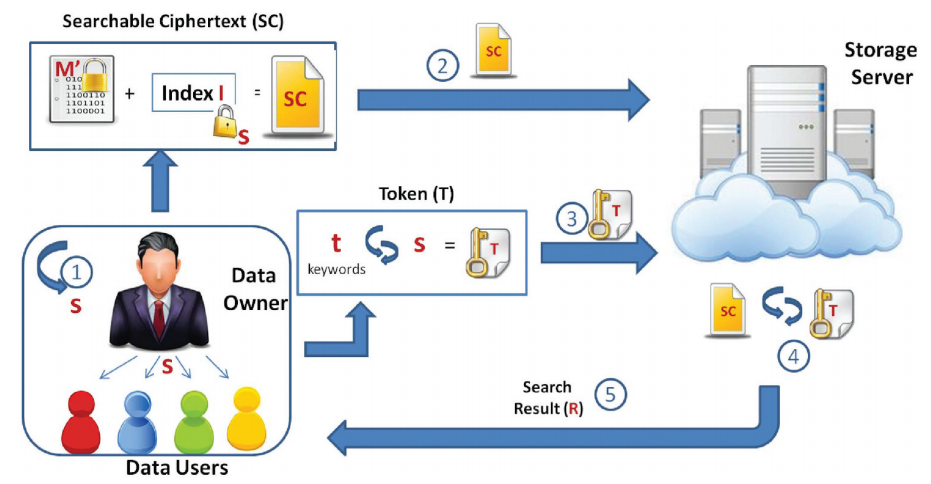 Searchable Ciphertext (SC)
M'
010
111
1100110
1101101
1100001
+
Index I
=
SC
S
2
SC
Storage
Server
Token (T)
t
keywords
s
=
T
3
T
1
s
Data
Owner
S
Data Users
SC
T
4
Search
Result (R)
5